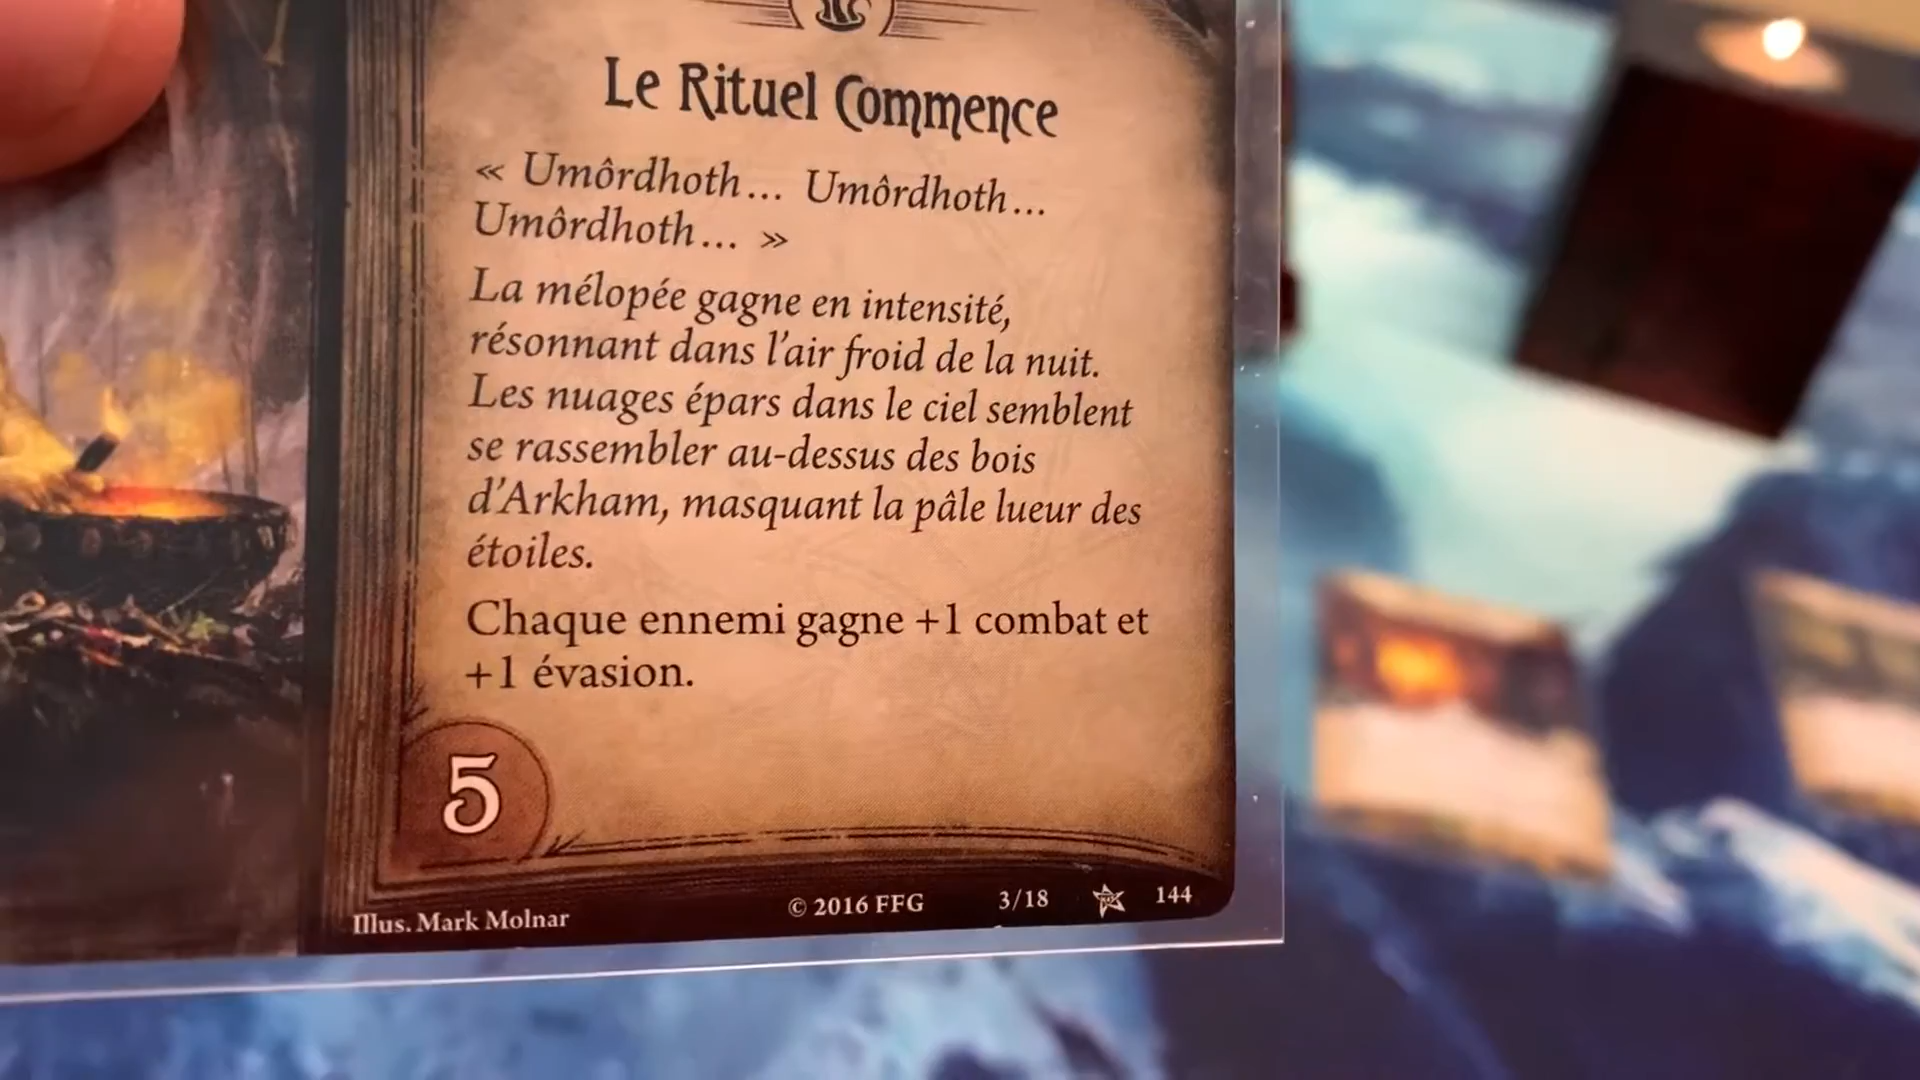 Le Rituel Commence
« Umôrdhoth... Umôrdhoth...
Umôrdhoth... »
La mélopée gagne en intensité,
résonnant dans l'air froid de la nuit.
Les nuages épars dans le ciel semblent
se rassembler au-dessus des bois
d'Arkham, masquant la pâle lueur des
étoiles.
Chaque ennemi gagne +1 combat et
+1 évasion.
5
Illus. Mark Molnar
© 2016 FFG
3/18
144